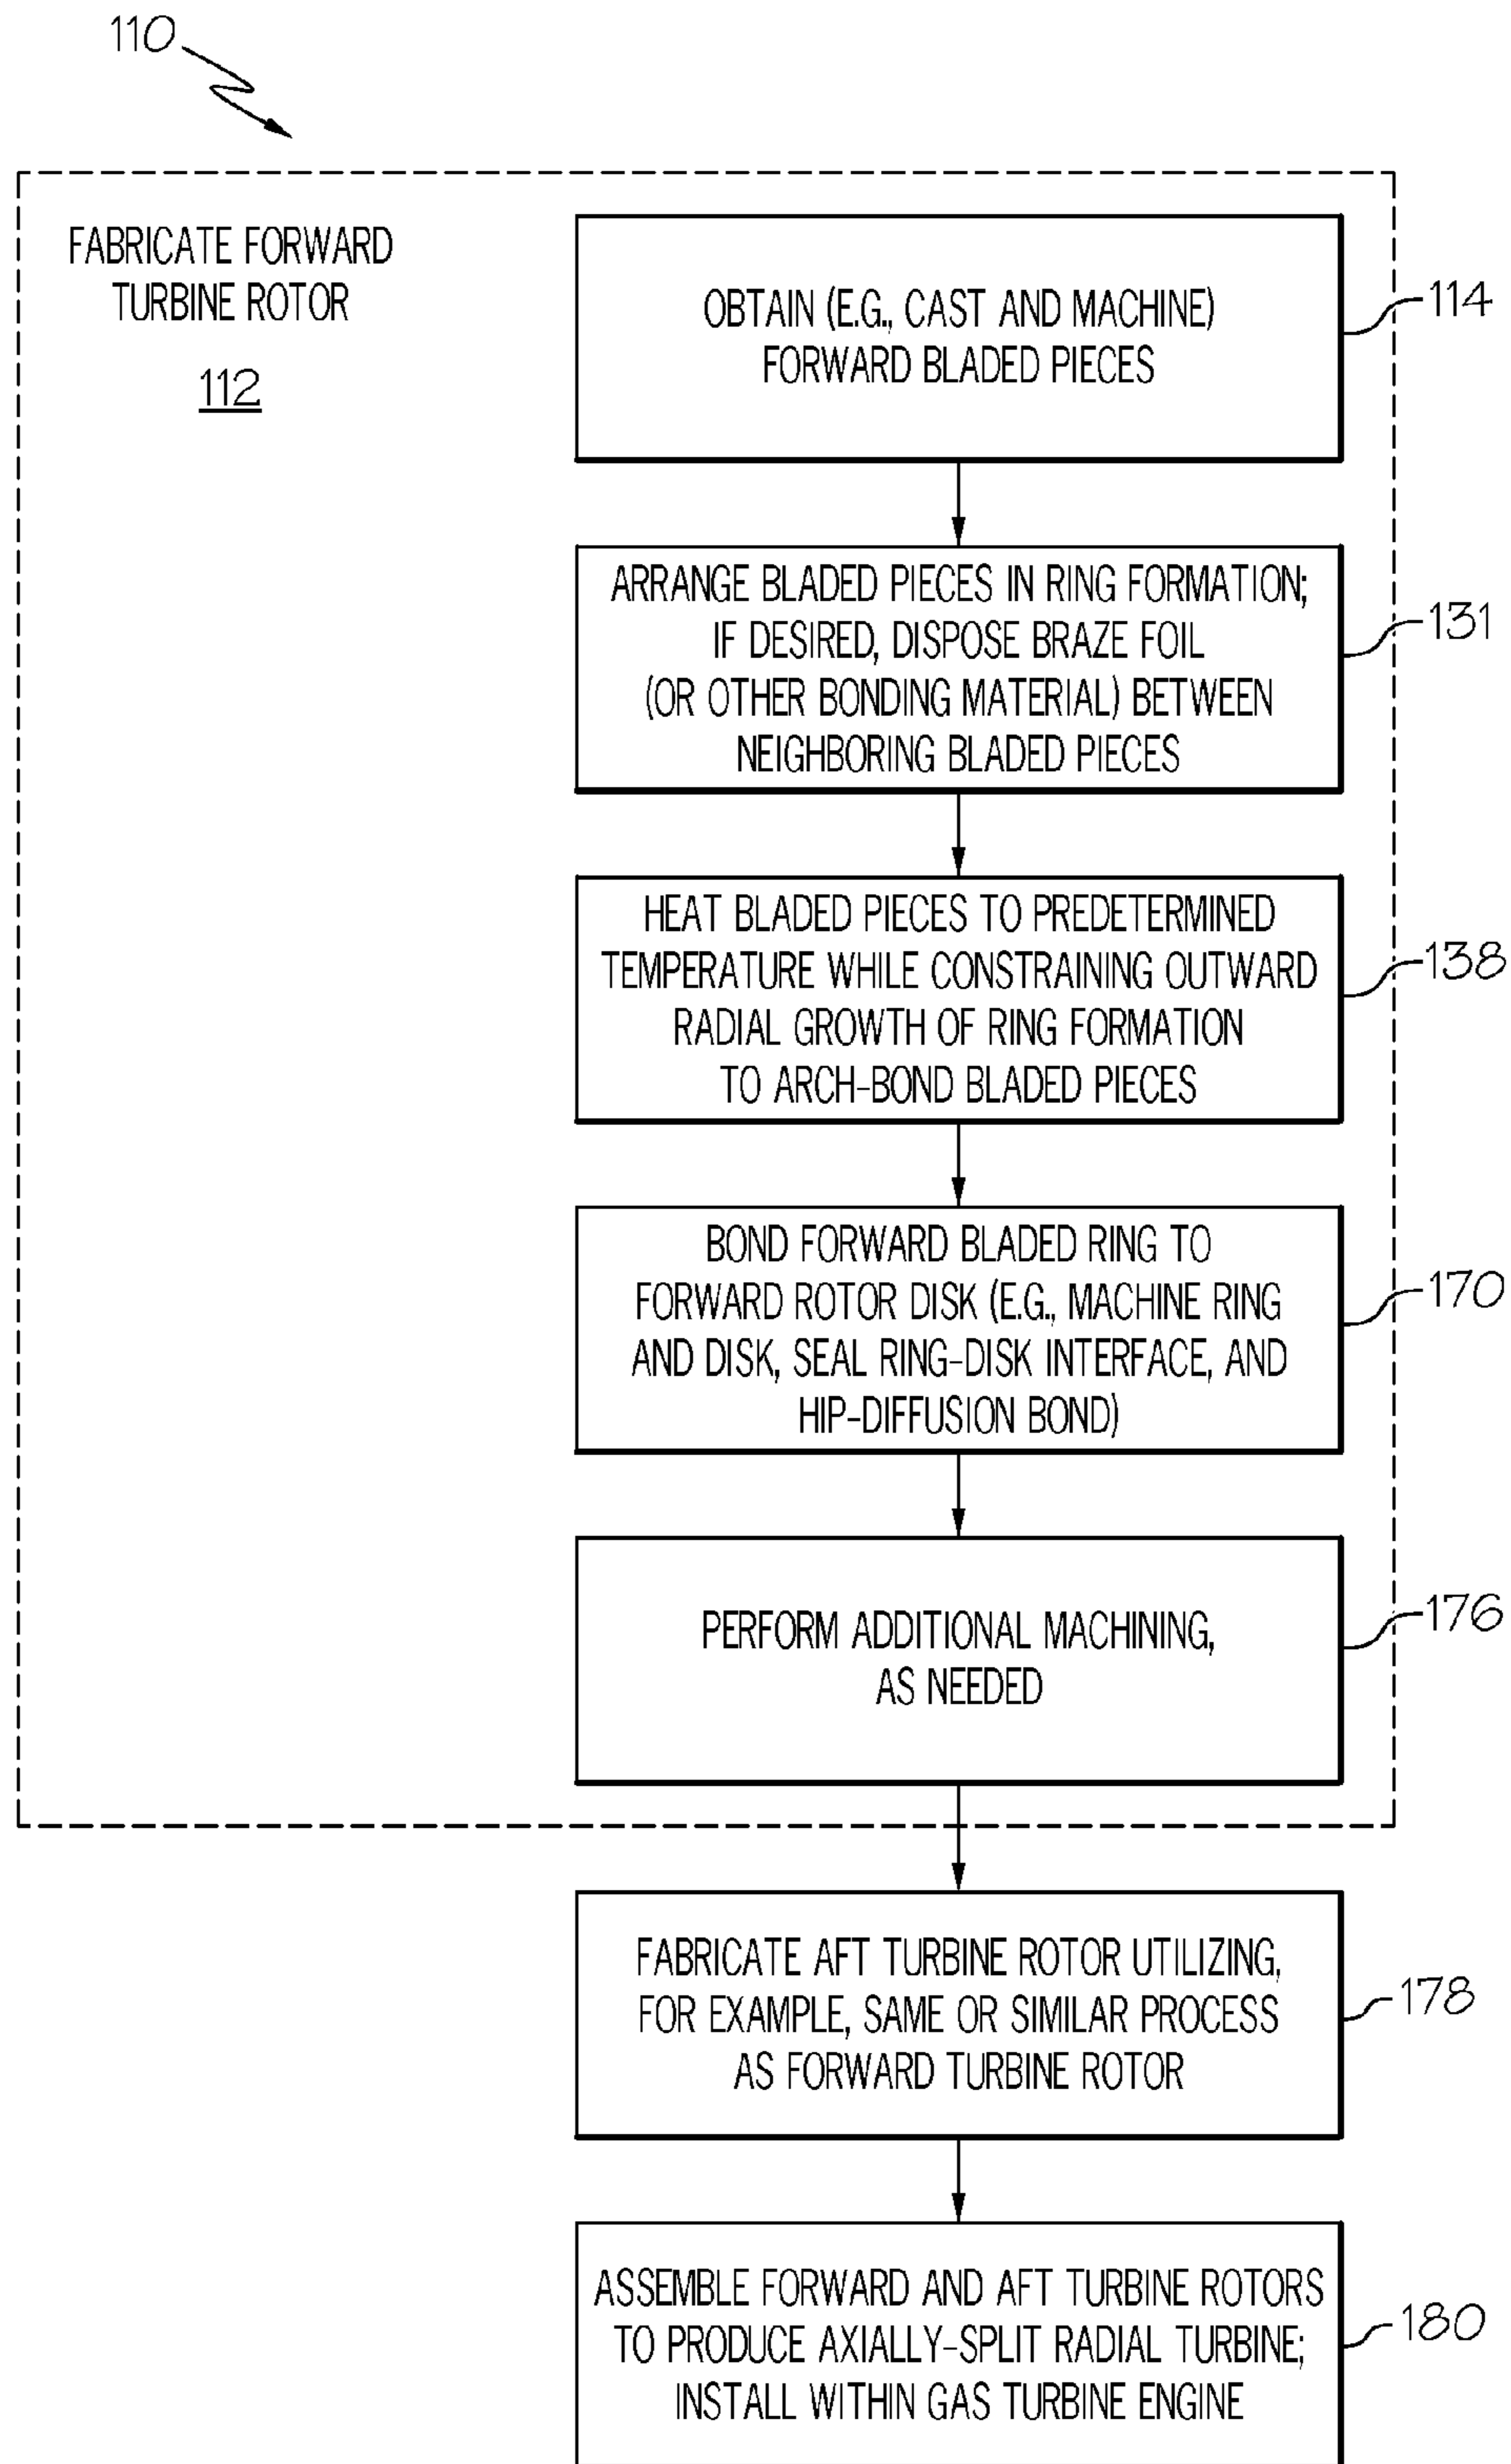 110
FABRICATE FORWARD
TURBINE ROTOR
112
OBTAIN (E.G., CAST AND MACHINE)
FORWARD BLADED PIECES
114
ARRANGE BLADED PIECES IN RING FORMATION;
IF DESIRED, DISPOSE BRAZE FOIL
(OR OTHER BONDING MATERIAL) BETWEEN
NEIGHBORING BLADED PIECES
131
HEAT BLADED PIECES TO PREDETERMINED
TEMPERATURE WHILE CONSTRAINING OUTWARD
RADIAL GROWTH OF RING FORMATION
TO ARCH-BOND BLADED PIECES
138
BOND FORWARD BLADED RING TO
FORWARD ROTOR DISK (E.G., MACHINE RING
AND DISK, SEAL RING-DISK INTERFACE, AND
HIP-DIFFUSION BOND)
170
PERFORM ADDITIONAL MACHINING,
AS NEEDED
176
FABRICATE AFT TURBINE ROTOR UTILIZING,
FOR EXAMPLE, SAME OR SIMILAR PROCESS
AS FORWARD TURBINE ROTOR
178
ASSEMBLE FORWARD AND AFT TURBINE ROTORS
TO PRODUCE AXIALLY-SPLIT RADIAL TURBINE;
INSTALL WITHIN GAS TURBINE ENGINE
180